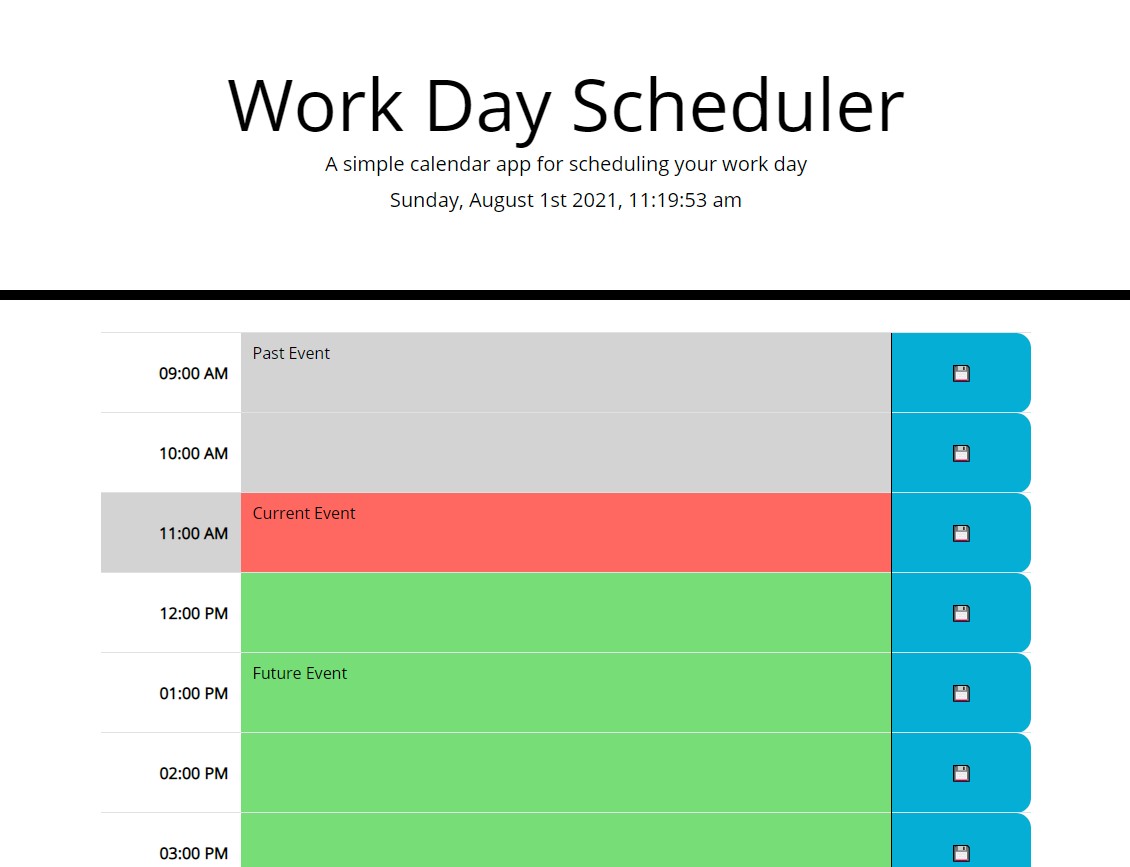 Work Day Scheduler
A simple calendar app for scheduling your work day
Sunday, August 1st 2021, 11:19:53 am
09:00 AM Past Event
10:00 AM
11:00 AM Current Event
12:00 PM
01:00 PM Future Event
02:00 PM
03:00 PM